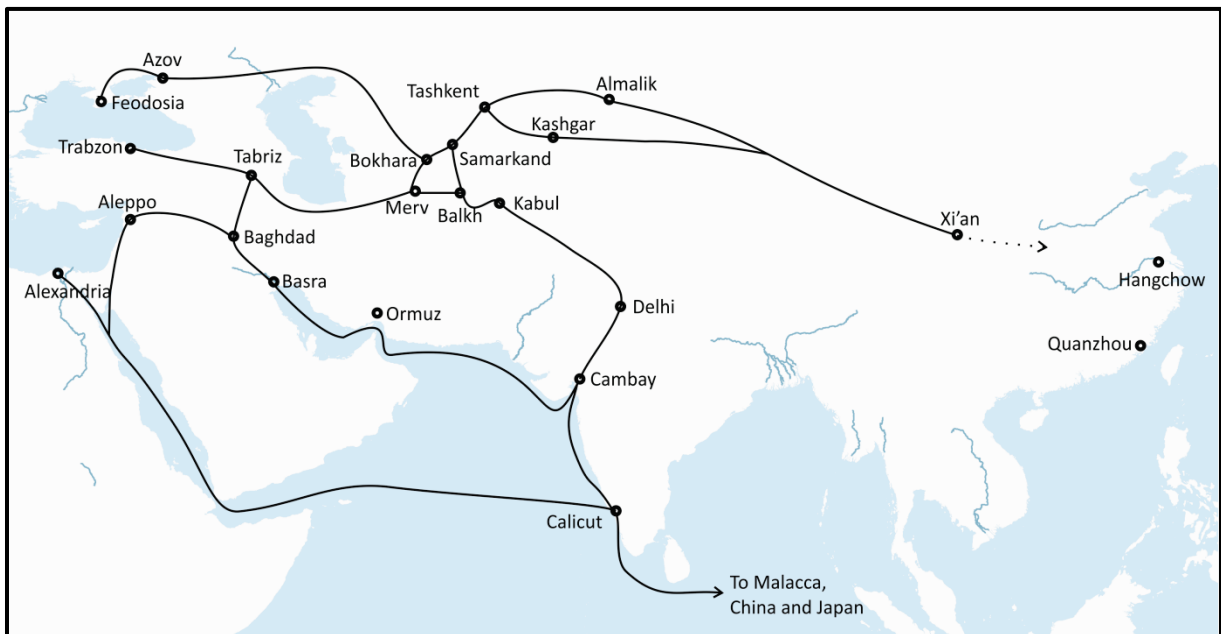 Azov
Feodosia
Tashkent
Almalik
Kashgar
Trabzon
Tabriz
Bokhara
Samarkand
Merv
Balkh
Kabul
Aleppo
Baghdad
Xi'an
Alexandria
Basra
Hangchow
Ormuz
Delhi
Quanzhou
Cambay
Calicut
To Malacca,
China and Japan